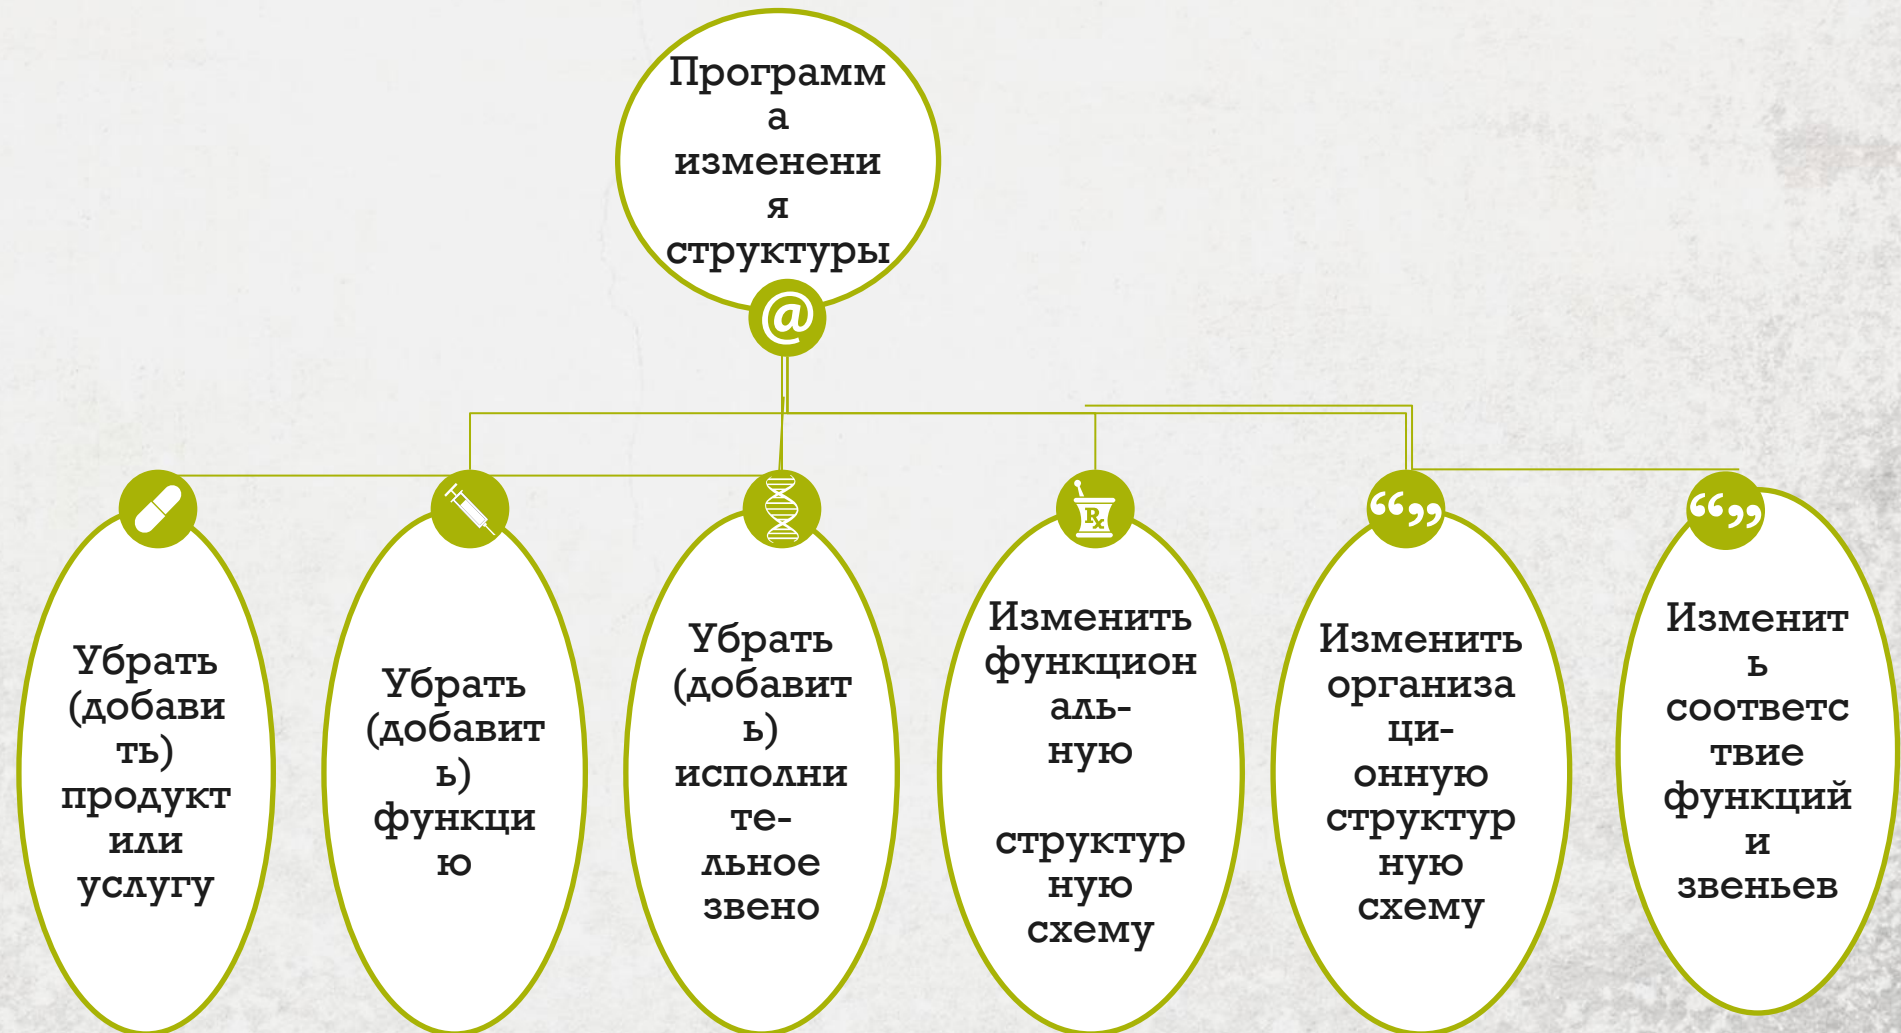 Программ
а
изменени
я
структуры
@
Убрать
(добави
ть)
продукт
или
услугу
Убрать
(добавит
ь)
функци
ю
Убрать
(добавит
ь)
исполни
те-
льное
звено
Rx
Изменить
функцион
аль-
ную
структур
ную
схему
“„
Изменить
организа
ци-
онную
структур
ную
схему
“„
Изменит
ь
соответс
твие
функций
и
звеньев